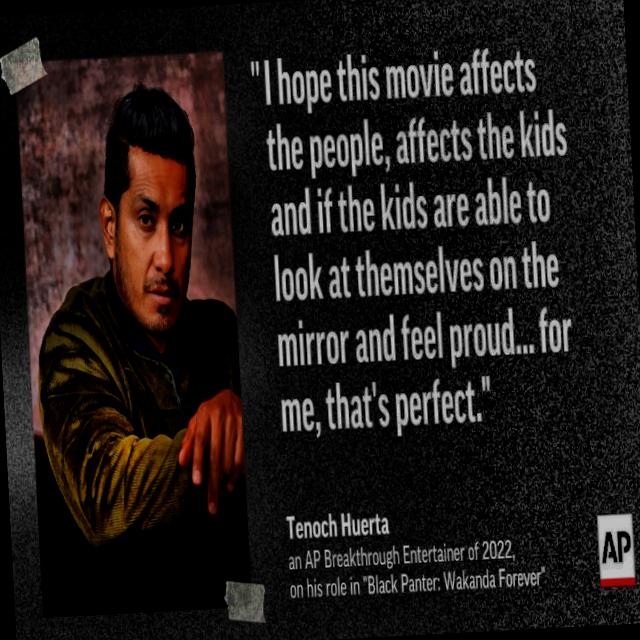 "I hope this movie affects
the people, affects the kids
and if the kids are able to
look at themselves on the
mirror and feel proud... for
me, that's perfect."
Tenoch Huerta
an AP Breakthrough Entertainer of 2022,
on his role in "Black Panter: Wakanda Forever"
AP